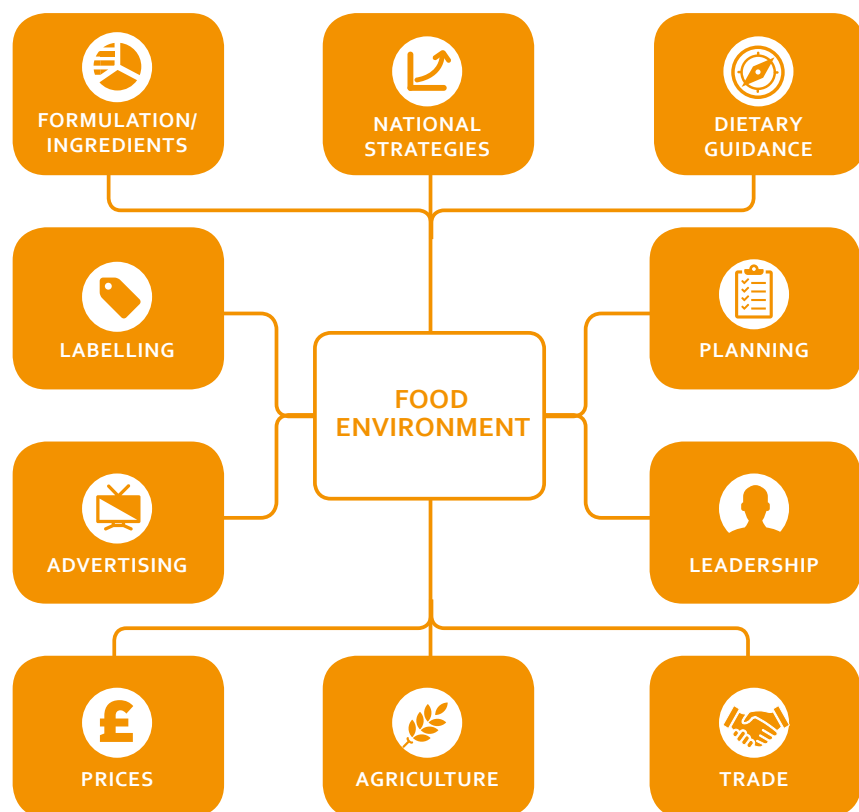 FORMULATION/
INGREDIENTS
NATIONAL
STRATEGIES
DIETARY
GUIDANCE
LABELLING
PLANNING
FOOD
ENVIRONMENT
ADVERTISING
LEADERSHIP
£
PRICES
AGRICULTURE
TRADE